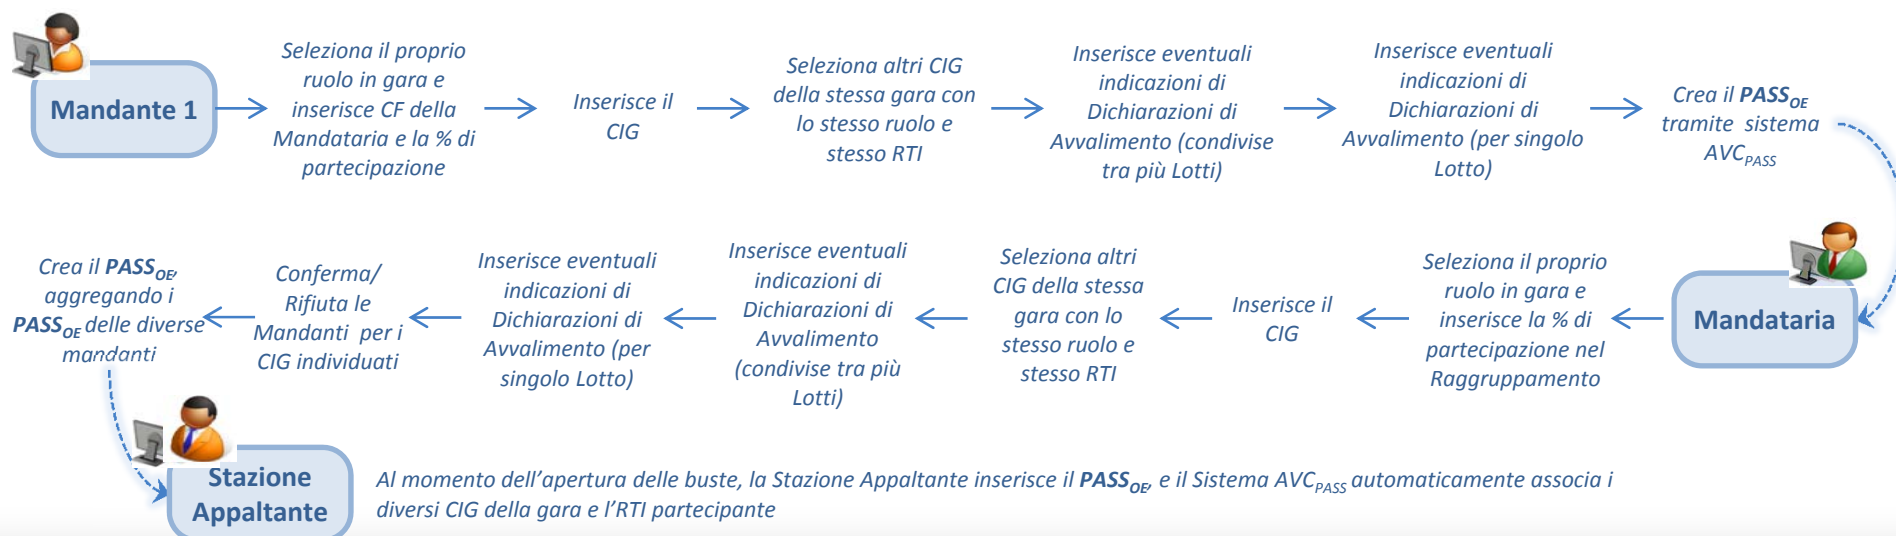 Mandante 1
Seleziona il proprio
ruolo in gara e
inserisce CF della
Mandataria e la % di
partecipazione
Inserisce il
CIG
Seleziona altri CIG
della stessa gara con
lo stesso ruolo e
stesso RTI
Inserisce eventuali
indicazioni di
Dichiarazioni di
Avvalimento (condivise
tra più Lotti)
Inserisce eventuali
indicazioni di
Dichiarazioni di
Avvalimento (per singolo
Lotto)
Crea il PASSOE
tramite sistema
AVCPASS
Mandataria
Seleziona il proprio
ruolo in gara e
inserisce la % di
partecipazione nel
Raggruppamento
Inserisce il
CIG
Seleziona altri
CIG della stessa
gara con lo
stesso ruolo e
stesso RTI
Inserisce eventuali
indicazioni di
Dichiarazioni di
Avvalimento
(condivise tra più
Lotti)
Inserisce eventuali
indicazioni di
Dichiarazioni di
Avvalimento (per
singolo Lotto)
Conferma/
Rifiuta le
Mandanti per i
CIG individuati
Crea il PASSOE,
aggregando i
PASSOE delle diverse
mandanti
Stazione
Appaltante
Al momento dell'apertura delle buste, la Stazione Appaltante inserisce il PASSOE, e il Sistema AVCPASS automaticamente associa i
diversi CIG della gara e l'RTI partecipante